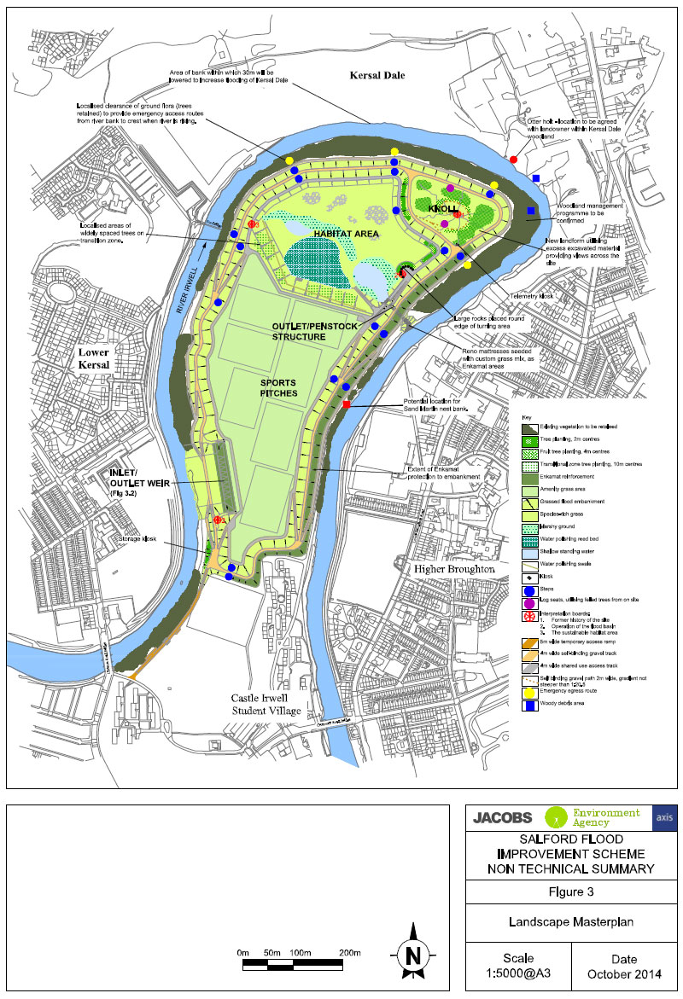 Kersal Dale
Area of bank within which 30m will be
lowered to increase flooding of Kersal Dale
Localised clearance of ground flora (trees
retained) to provide emergency access routes
from river bank to crest when river is rising.
Otter holt - location to be agreed
with landowner within Kersal Dale
woodland
Woodland management
programme to be
confirmed
KNOLL
Localised areas of
widely spaced trees on
transition zone.
HABITAT AREA
New landform utilising
excess excavated material
providing views across the
site
RIVER IRWELL
Telemetry kiosk
Large rocks placed round
edge of turning area
OUTLET/PENSTOCK
STRUCTURE
Lower
Kersal
Reno mattresses seeded
with custom grass mix, as
Enkamat areas
SPORTS
PITCHES
Potential location for
Sand Martin nest bank.
INLET/
OUTLET WEIR
(Fig 3.2)
Extent of Enkamat
protection to embankment
Storage kiosk
Higher Broughton
Castle Irwell
Student Village
Key
Existing vegetation to be retained
Tree planting, 2m centres
Fruit tree planting, 4m centres
Transitional zone tree planting, 10m centres
Enkamat reinforcement
Amenity grass area
Grassed flood embankment
Species-rich grass
Marshy ground
Water polishing reed bed
Shallow standing water
Water polishing swale
Kiosk
Steps
Log seats, utilising felled trees from on site
Interpretation boards:
1. Former history of the site
2. Operation of the flood basin
3. The sustainable habitat area
5m wide temporary access ramp
4m wide self-binding gravel track
4m wide shared use access track
Self binding gravel path 2m wide, gradient not
steeper than 1:20.5
Emergency egress route
Woody debris area
0m 50m 100m 200m
N
JACOBS
Environment
Agency
axis
SALFORD FLOOD
IMPROVEMENT SCHEME
NON TECHNICAL SUMMARY
Figure 3
Landscape Masterplan
Scale
1:5000@A3
Date
October 2014